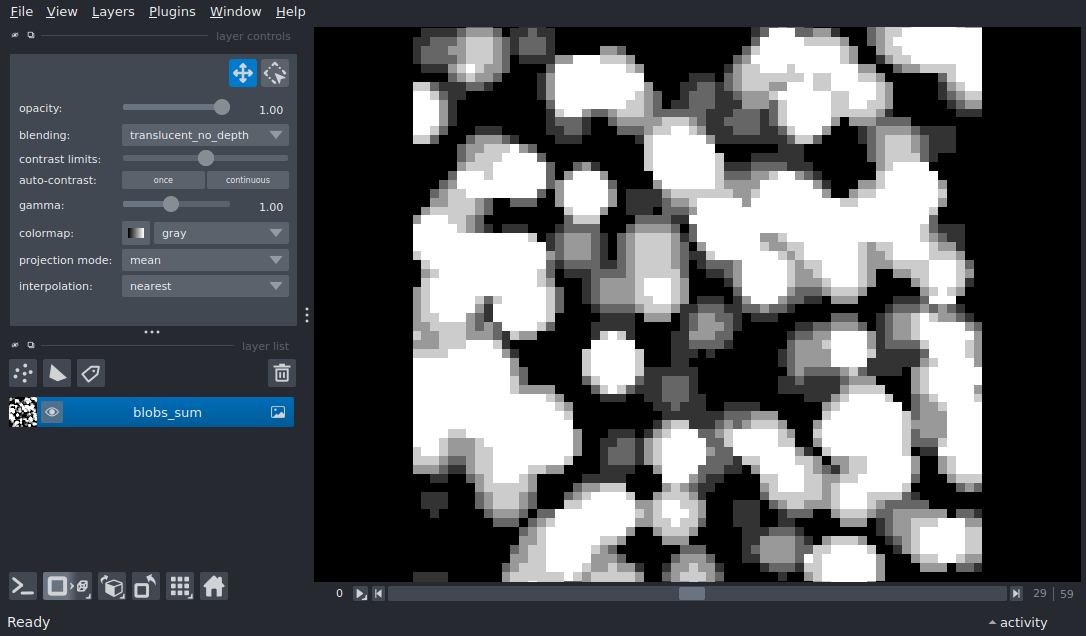 File View Layers Plugins Window Help
layer controls
opacity: 1.00
blending: translucent_no_depth
contrast limits:
auto-contrast: once continuous
gamma: 1.00
colormap: gray
projection mode: mean
interpolation: nearest
layer list
blobs_sum
0 29 | 59
Ready activity